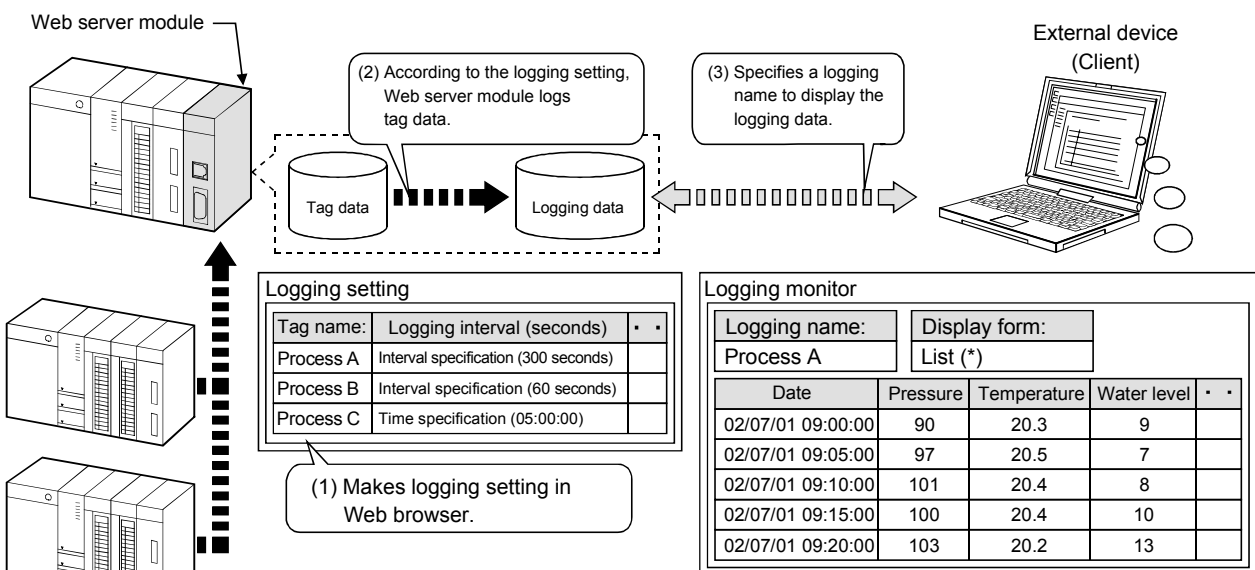 Web server module
(2) According to the logging setting,
Web server module logs
tag data.
(3) Specifies a logging
name to display the
logging data.
External device
(Client)
Tag data
Logging data
Logging setting
Tag name: Logging interval (seconds) · ·
Process A Interval specification (300 seconds)
Process B Interval specification (60 seconds)
Process C Time specification (05:00:00)
(1) Makes logging setting in
Web browser.
Logging monitor
Logging name: Display form:
Process A List (*)
Date Pressure Temperature Water level · ·
02/07/01 09:00:00 90 20.3 9
02/07/01 09:05:00 97 20.5 7
02/07/01 09:10:00 101 20.4 8
02/07/01 09:15:00 100 20.4 10
02/07/01 09:20:00 103 20.2 13